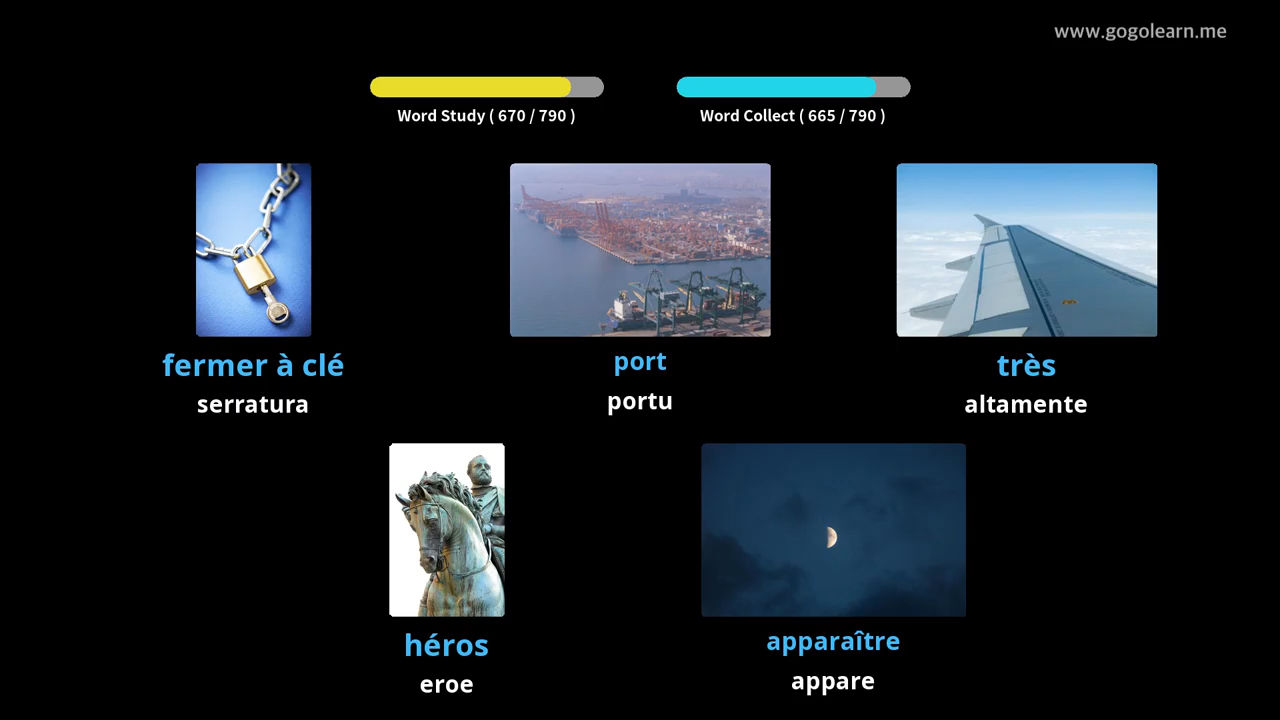 www.gogolearn.me
Word Study ( 670 / 790 )
Word Collect ( 665 / 790 )
fermer à clé
serratura
port
portu
très
altamente
héros
eroe
apparaître
appare